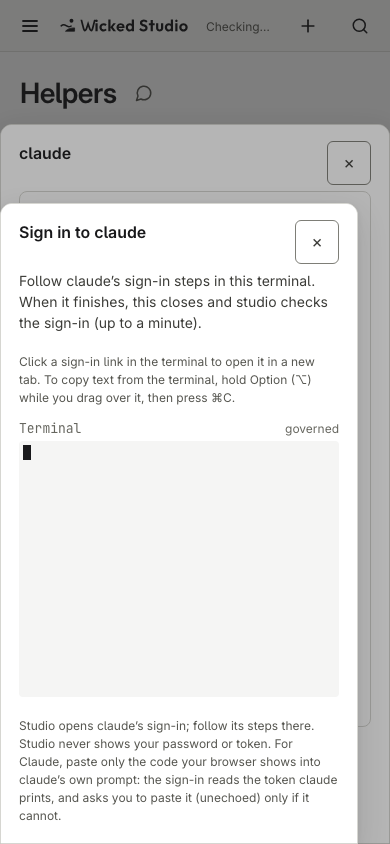 Wicked Studio
Checking...
Helpers
claude
Sign in to claude
Follow claude’s sign-in steps in this terminal.
When it finishes, this closes and studio checks
the sign-in (up to a minute).
Click a sign-in link in the terminal to open it in a new
tab. To copy text from the terminal, hold Option (⌥)
while you drag over it, then press ⌘C.
Terminal
governed
Studio opens claude’s sign-in; follow its steps there.
Studio never shows your password or token. For
Claude, paste only the code your browser shows into
claude’s own prompt: the sign-in reads the token claude
prints, and asks you to paste it (unechoed) only if it
cannot.